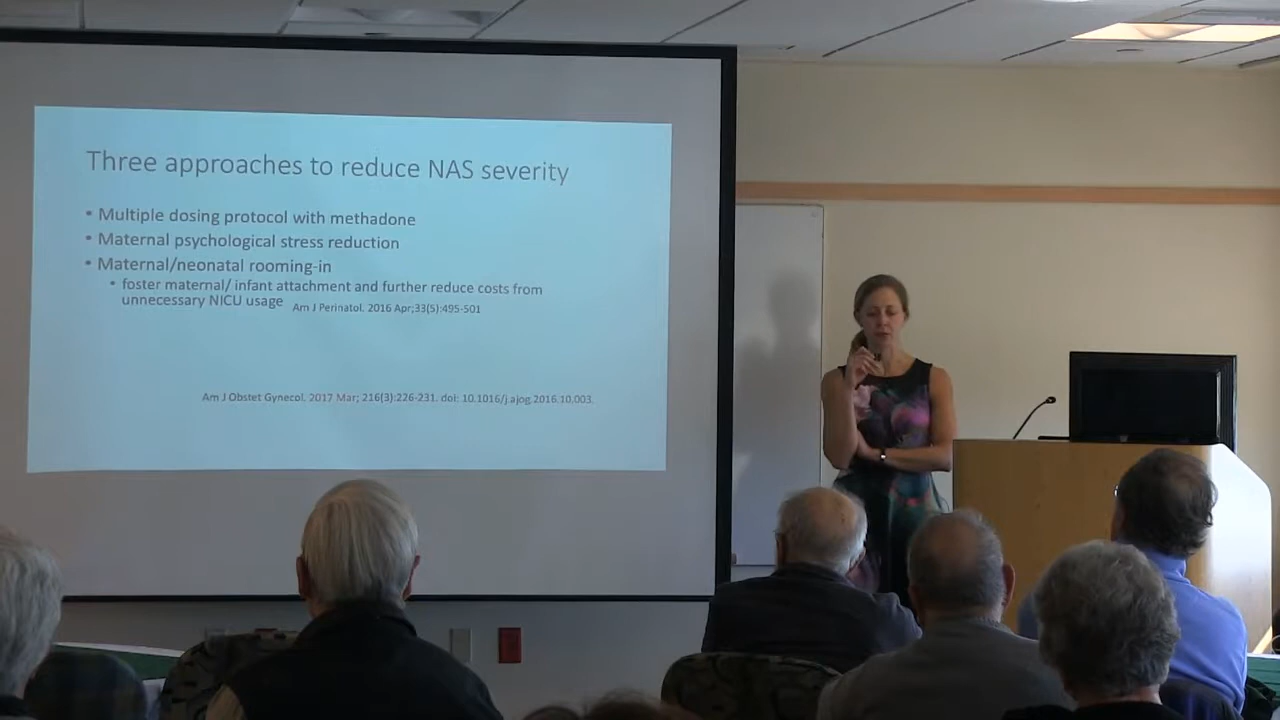 Three approaches to reduce NAS severity
• Multiple dosing protocol with methadone
• Maternal psychological stress reduction
• Maternal/neonatal rooming-in
• foster maternal/ infant attachment and further reduce costs from
unnecessary NICU usage Am J Perinatol. 2016 Apr;33(5):495-501
Am J Obstet Gynecol. 2017 Mar; 216(3):226-231. doi: 10.1016/j.ajog.2016.10.003.